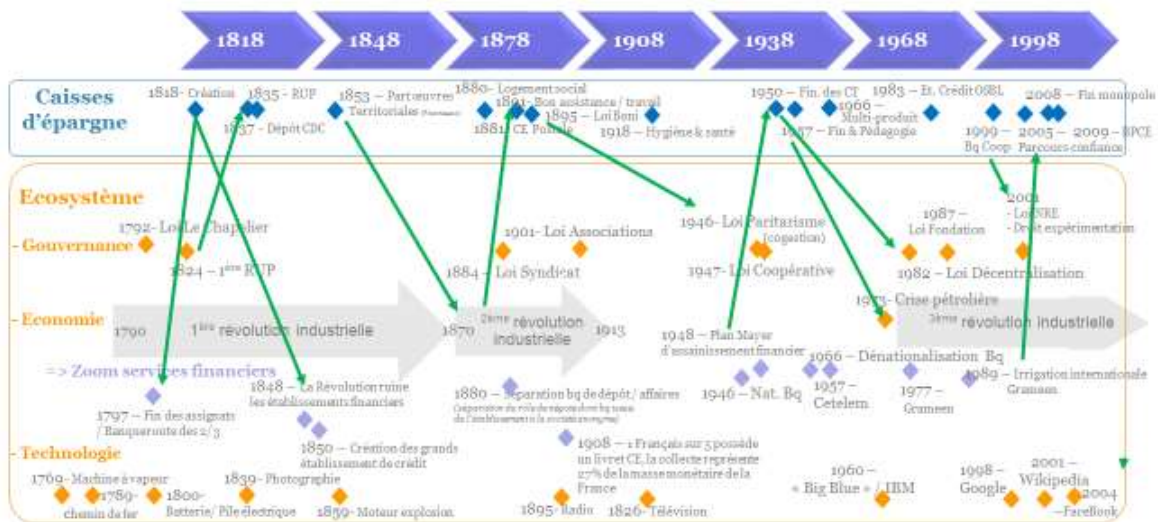 1818 1848 1878 1908 1938 1968 1998
Caisses
d'épargne
1818- Création
1835 – RUP
1837 - Dépôt CDC
1853 – Part œuvres
Territoriales
1880– Logement social
1891- Bon assistance / travail
1895 – Loi Boni
1881 CE Postale
1918 – Hygiène & santé
1950 – Fin. des CT
1966 –
Multi-produit
1957 – Fin & Pédagogie
1983 – Et. Crédit OSBL
1999 –
Bq Coop
2008 – Fin monopole
2005 –
Parcours confiance
2009 – BPCE
Ecosystème
- Gouvernance
1792– Loi Le Chapelier
1824 – 1ère RUP
1901- Loi Associations
1884 – Loi Syndicat
1946- Loi Paritarisme
(cogestion)
1947- Loi Coopérative
1987 –
Loi Fondation
1982 – Loi Décentralisation
2001
- Loi NRE
- Droit expérimentation
- Economie
1790
1ère révolution industrielle
1870
2ème révolution
industrielle
1913
1948 – Plan Mayer
d'assainissement financier
1973- Crise pétrolière
3ème révolution industrielle
=> Zoom services financiers
1797 – Fin des assignats
/ Banqueroute des 2/3
1848 – La Révolution ruine
les établissements financiers
1850 – Création des grands
établissement de crédit
1880 – Séparation bq de dépôt / affaires
1908 – 1 Français sur 5 possède
un livret CE, la collecte représente
27% de la masse monétaire de la
France
1946 – Nat. Bq
1966 – Dénationalisation Bq
1957 –
Cetelem
1977 –
Grameen
1989 – Irrigation internationale
Grameen
- Technologie
1769- Machine à vapeur
1789-
chemin de fer
1800-
Batterie/ Pile électrique
1839- Photographie
1859- Moteur explosion
1895- Radio
1826- Télévision
1960 –
« Big Blue » / IBM
1998 –
Google
2001 –
Wikipedia
2004
–FaceBook